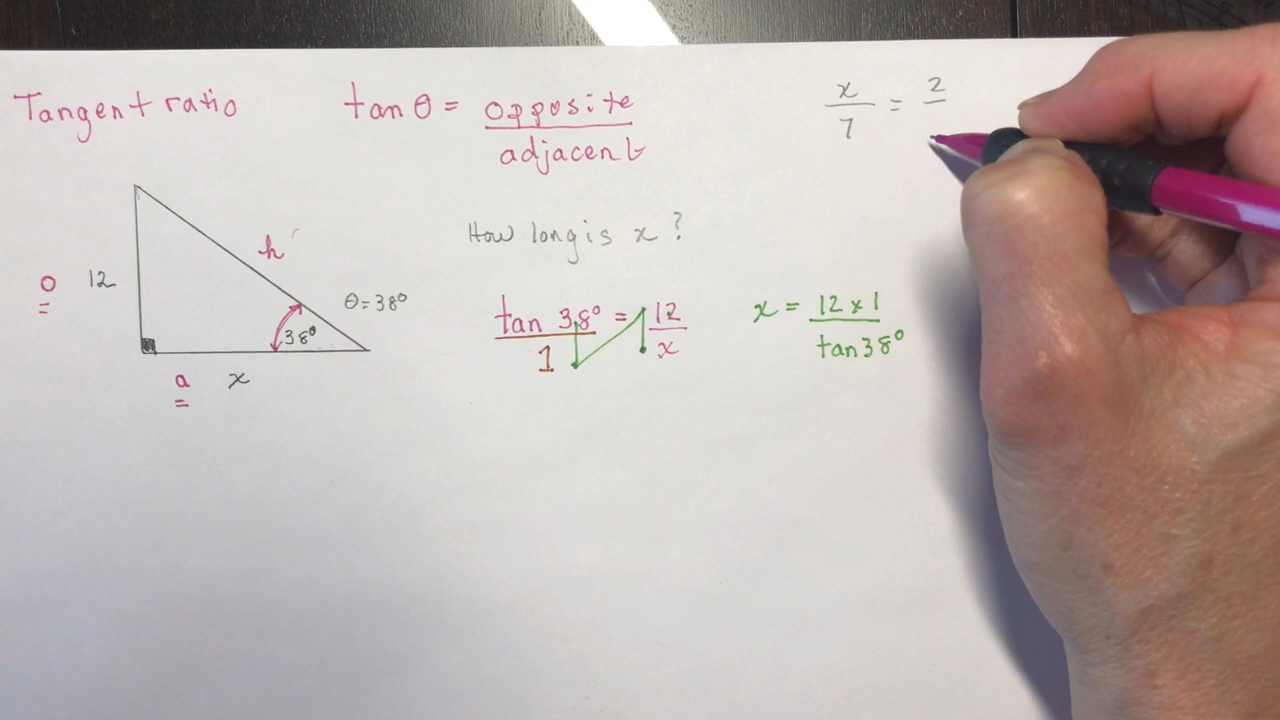 Tangent ratio
tan θ = opposite / adjacent
x / 7 = 2
How long is x ?
h
o
12
θ = 38°
38°
a x
tan 38° / 1 = 12 / x
x = 12 x 1 / tan 38°